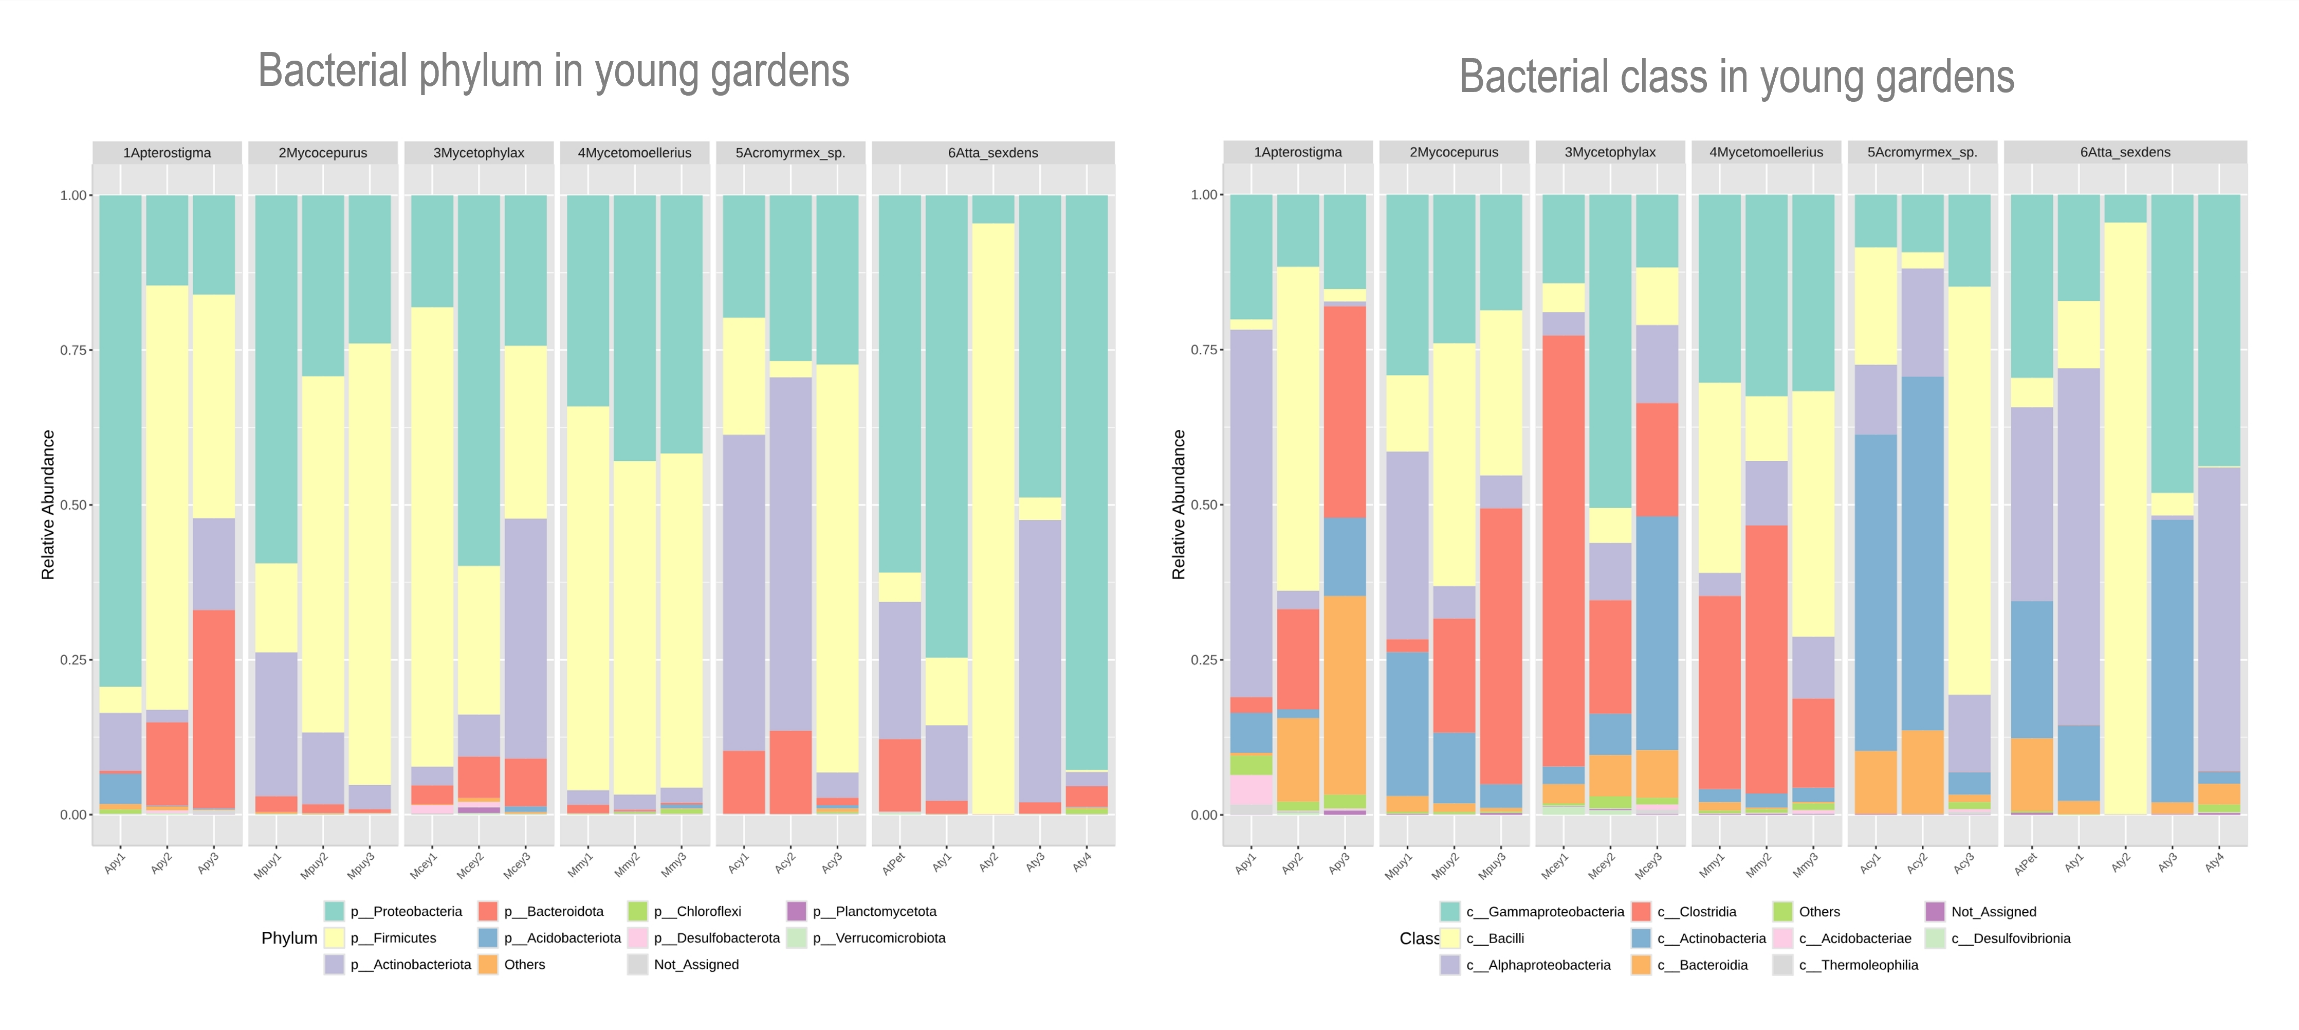 Bacterial phylum in young gardens
1Apterostigma 2Mycocepurus 3Mycetophylax 4Mycetomoellerius 5Acromyrmex_sp. 6Atta_sexdens
Relative Abundance
1.00
0.75
0.50
0.25
0.00
Apy1 Apy2 Apy3 Mpuy1 Mpuy2 Mpuy3 Mcey1 Mcey2 Mcey3 Mmy1 Mmy2 Mmy3 Acy1 Acy2 Acy3 AtPet Aty1 Aty2 Aty3 Aty4
Phylum
p__Proteobacteria p__Bacteroidota p__Chloroflexi p__Planctomycetota
p__Firmicutes p__Acidobacteriota p__Desulfobacterota p__Verrucomicrobiota
p__Actinobacteriota Others Not_Assigned
Bacterial class in young gardens
1Apterostigma 2Mycocepurus 3Mycetophylax 4Mycetomoellerius 5Acromyrmex_sp. 6Atta_sexdens
Relative Abundance
1.00
0.75
0.50
0.25
0.00
Apy1 Apy2 Apy3 Mpuy1 Mpuy2 Mpuy3 Mcey1 Mcey2 Mcey3 Mmy1 Mmy2 Mmy3 Acy1 Acy2 Acy3 AtPet Aty1 Aty2 Aty3 Aty4
Class
c__Gammaproteobacteria c__Clostridia Others Not_Assigned
c__Bacilli c__Actinobacteria c__Acidobacteriae c__Desulfovibrionia
c__Alphaproteobacteria c__Bacteroidia c__Thermoleophilia